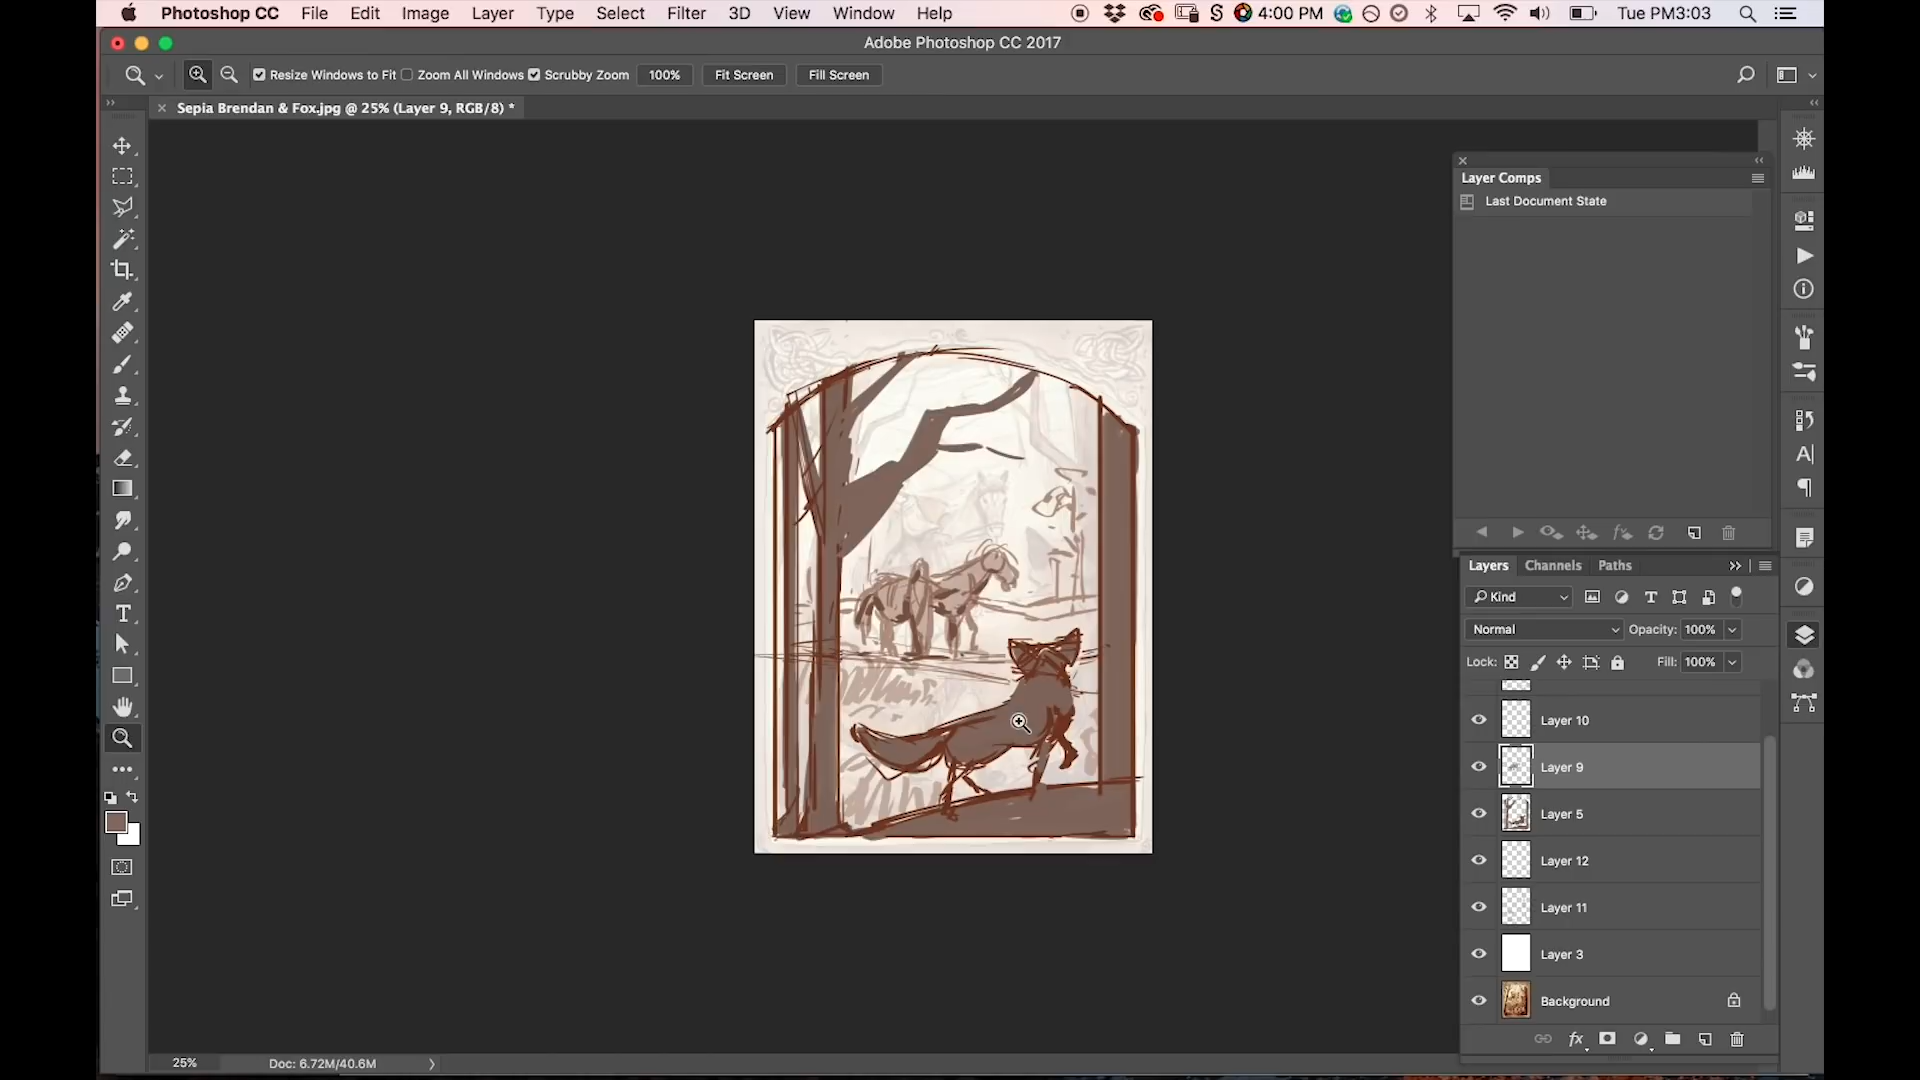 Photoshop CC File Edit Image Layer Type Select Filter 3D View Window Help 4:00 PM Tue PM3:03
Adobe Photoshop CC 2017
Resize Windows to Fit Zoom All Windows Scrubby Zoom 100% Fit Screen Fill Screen
Sepia Brendan & Fox.jpg @ 25% (Layer 9, RGB/8) *
Layer Comps
Last Document State
Layers Channels Paths
Kind
Normal Opacity: 100%
Lock: Fill: 100%
Layer 10
Layer 9
Layer 5
Layer 12
Layer 11
Layer 3
Background
25% Doc: 6.72M/40.6M